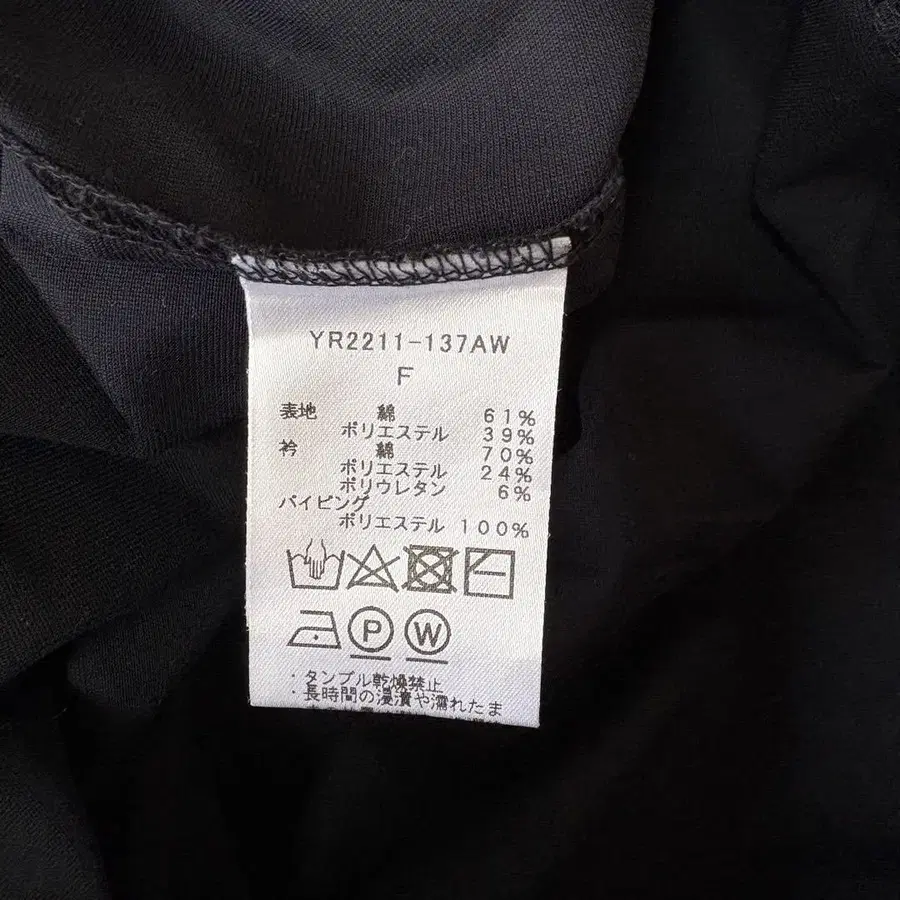 YR2211-137AW
F
表地 綿 61%
ポリエステル 39%
衿 綿 70%
ポリエステル 24%
ポリウレタン 6%
パイピング
ポリエステル 100%
P W
・タンブル乾燥禁止
・長時間の浸漬や濡れたま